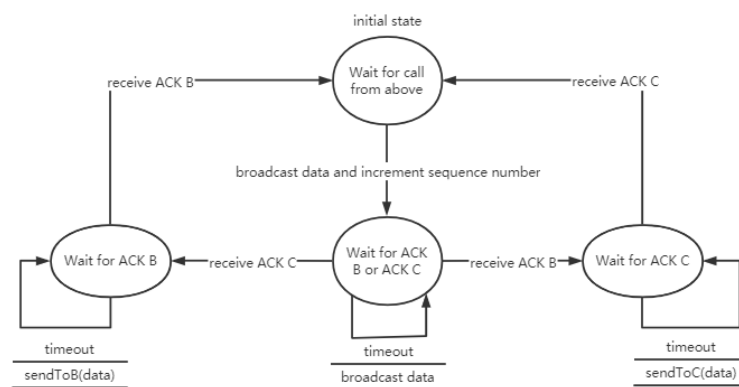 initial state
Wait for call
from above
receive ACK B
receive ACK C
broadcast data and increment sequence number
Wait for ACK B
receive ACK C
Wait for ACK
B or ACK C
receive ACK B
Wait for ACK C
timeout
sendToB(data)
timeout
broadcast data
timeout
sendToC(data)